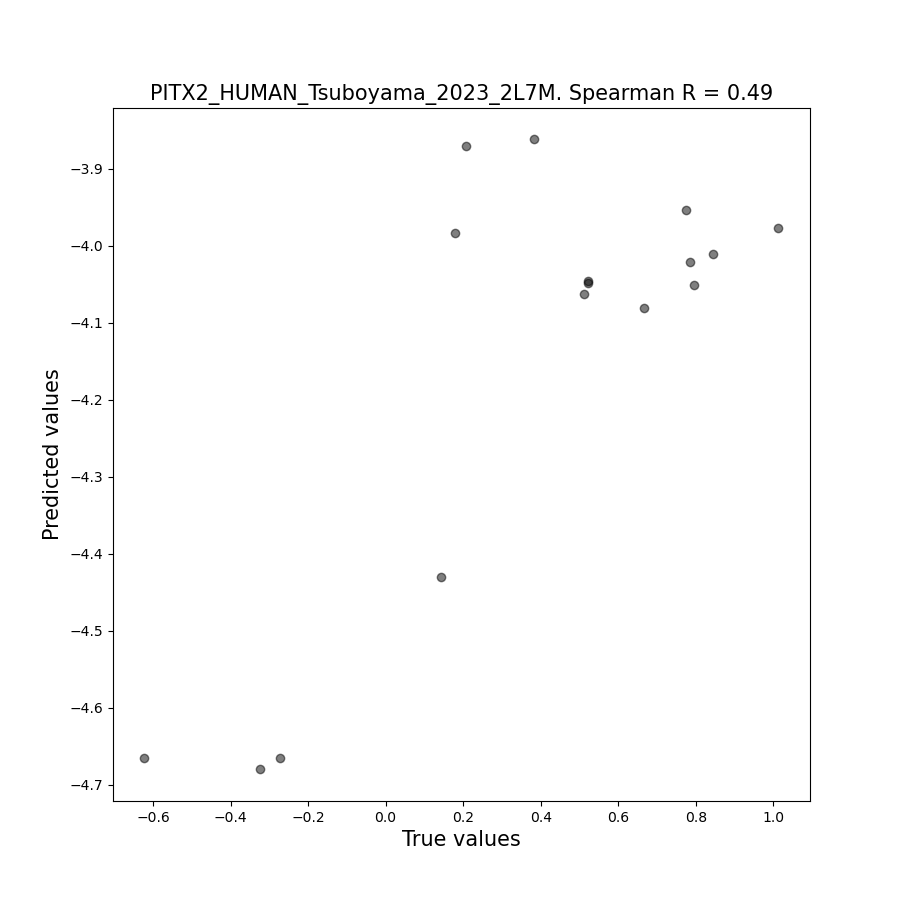 PITX2_HUMAN_Tsuboyama_2023_2L7M. Spearman R = 0.49
−3.9
−4.0
−4.1
−4.2
−4.3
−4.4
−4.5
−4.6
−4.7
Predicted values
−0.6 −0.4 −0.2 0.0 0.2 0.4 0.6 0.8 1.0
True values